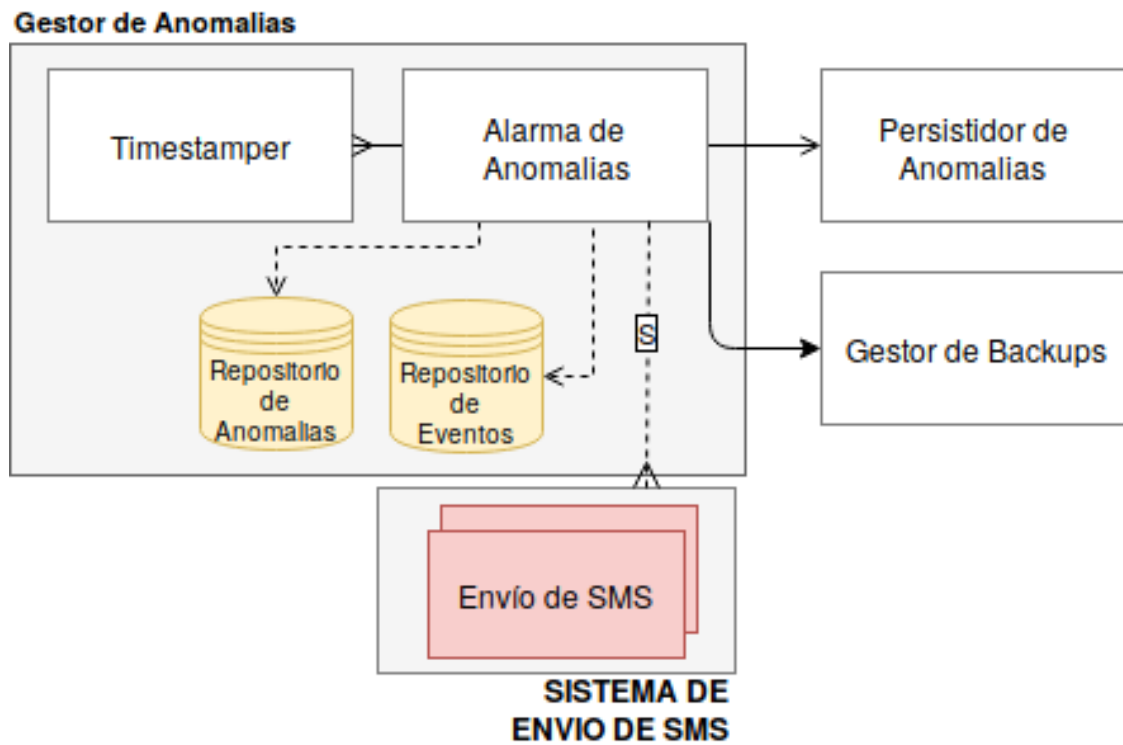 Gestor de Anomalias
Timestamper
Alarma de
Anomalias
Persistidor de
Anomalias
Gestor de Backups
Repositorio
de
Anomalias
Repositorio
de
Eventos
S
Envío de SMS
SISTEMA DE
ENVIO DE SMS